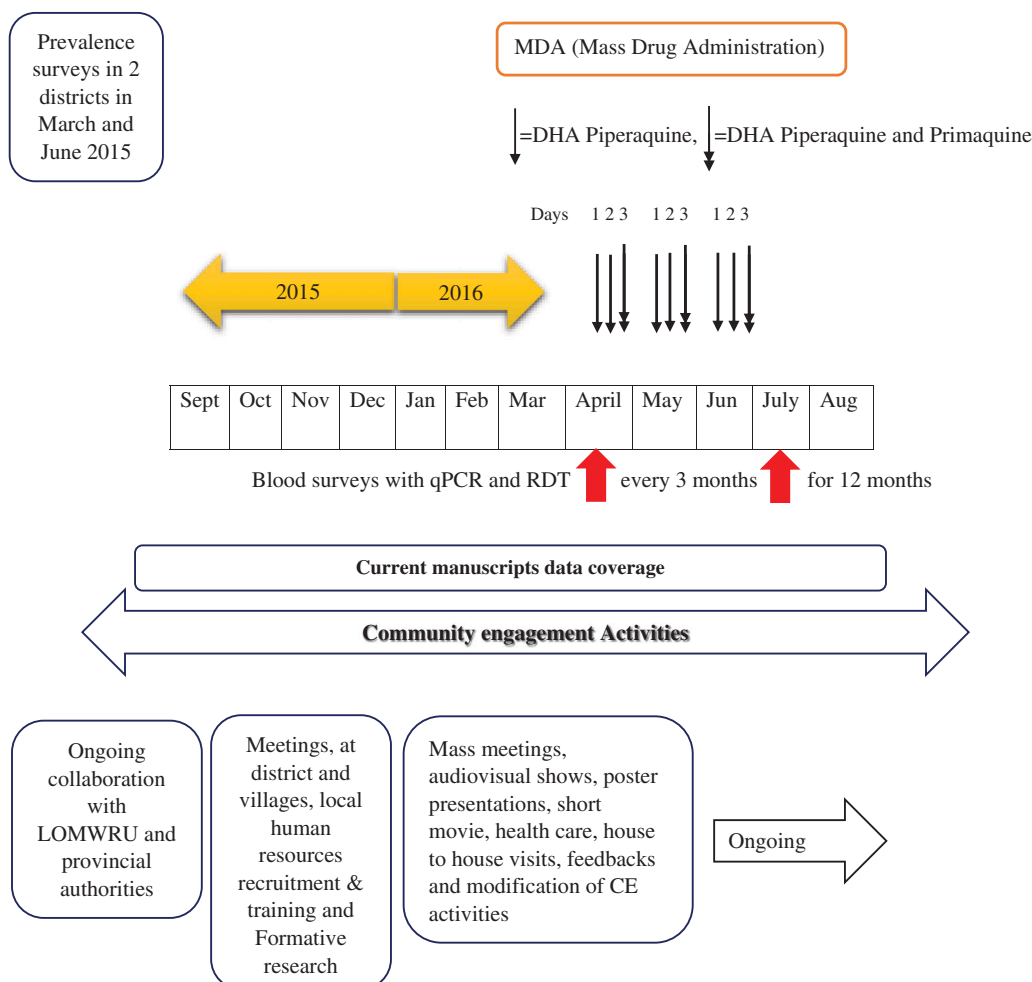 Prevalence
surveys in 2
districts in
March and
June 2015
MDA (Mass Drug Administration)
=DHA Piperaquine, =DHA Piperaquine and Primaquine
Days 1 2 3 1 2 3 1 2 3
2015 2016
Sept Oct Nov Dec Jan Feb Mar April May Jun July Aug
Blood surveys with qPCR and RDT every 3 months for 12 months
Current manuscripts data coverage
Community engagement Activities
Ongoing
collaboration
with
LOMWRU and
provincial
authorities
Meetings, at
district and
villages, local
human
resources
recruitment &
training and
Formative
research
Mass meetings,
audiovisual shows, poster
presentations, short
movie, health care, house
to house visits, feedbacks
and modification of CE
activities
Ongoing